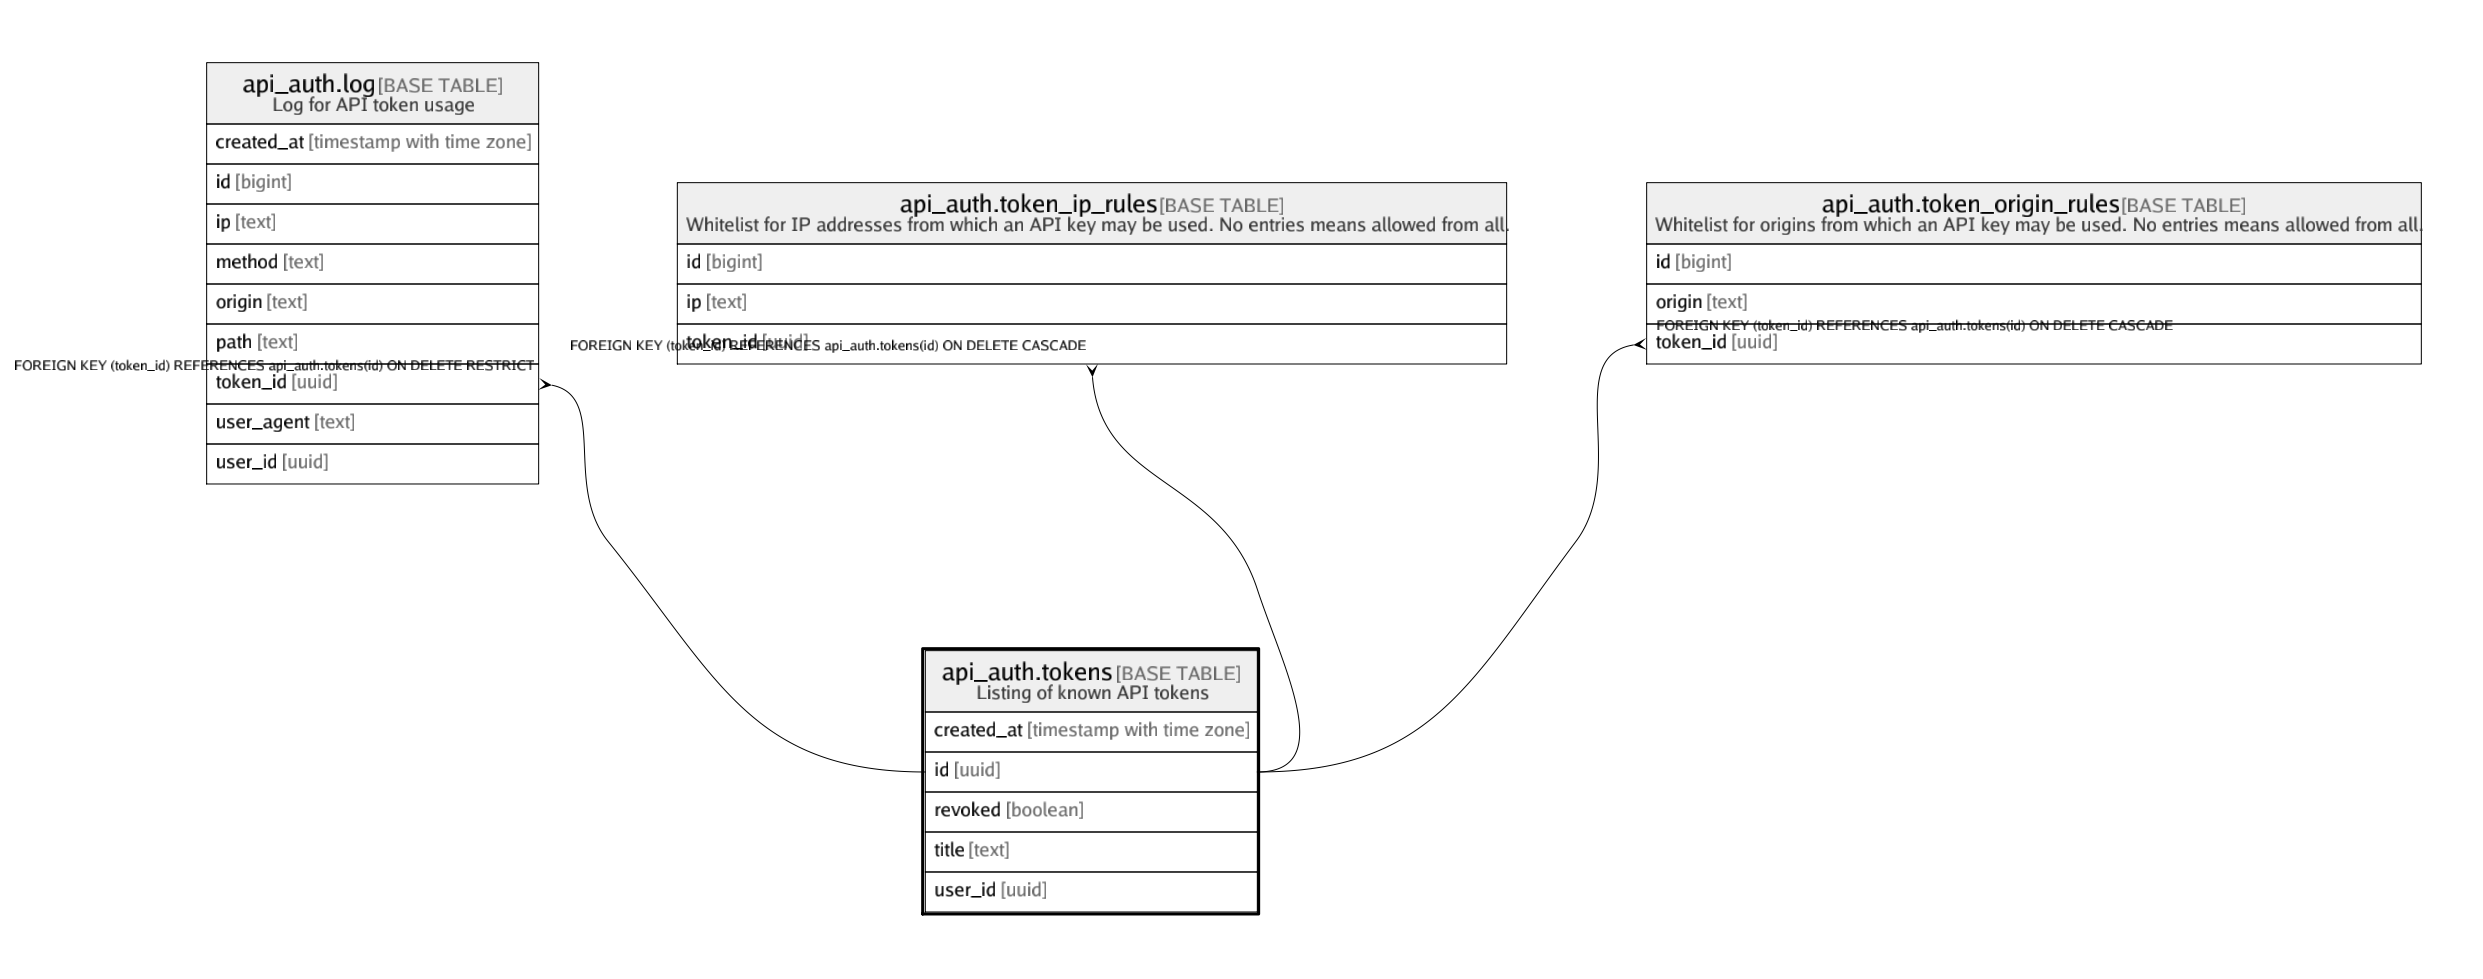 api_auth.log [BASE TABLE]
Log for API token usage
created_at [timestamp with time zone]
id [bigint]
ip [text]
method [text]
origin [text]
path [text]
FOREIGN KEY (token_id) REFERENCES api_auth.tokens(id) ON DELETE RESTRICT
token_id [uuid]
user_agent [text]
user_id [uuid]
api_auth.token_ip_rules [BASE TABLE]
Whitelist for IP addresses from which an API key may be used. No entries means allowed from all.
id [bigint]
ip [text]
token_id [uuid]
FOREIGN KEY (token_id) REFERENCES api_auth.tokens(id) ON DELETE CASCADE
api_auth.token_origin_rules [BASE TABLE]
Whitelist for origins from which an API key may be used. No entries means allowed from all.
id [bigint]
origin [text]
FOREIGN KEY (token_id) REFERENCES api_auth.tokens(id) ON DELETE CASCADE
token_id [uuid]
api_auth.tokens [BASE TABLE]
Listing of known API tokens
created_at [timestamp with time zone]
id [uuid]
revoked [boolean]
title [text]
user_id [uuid]